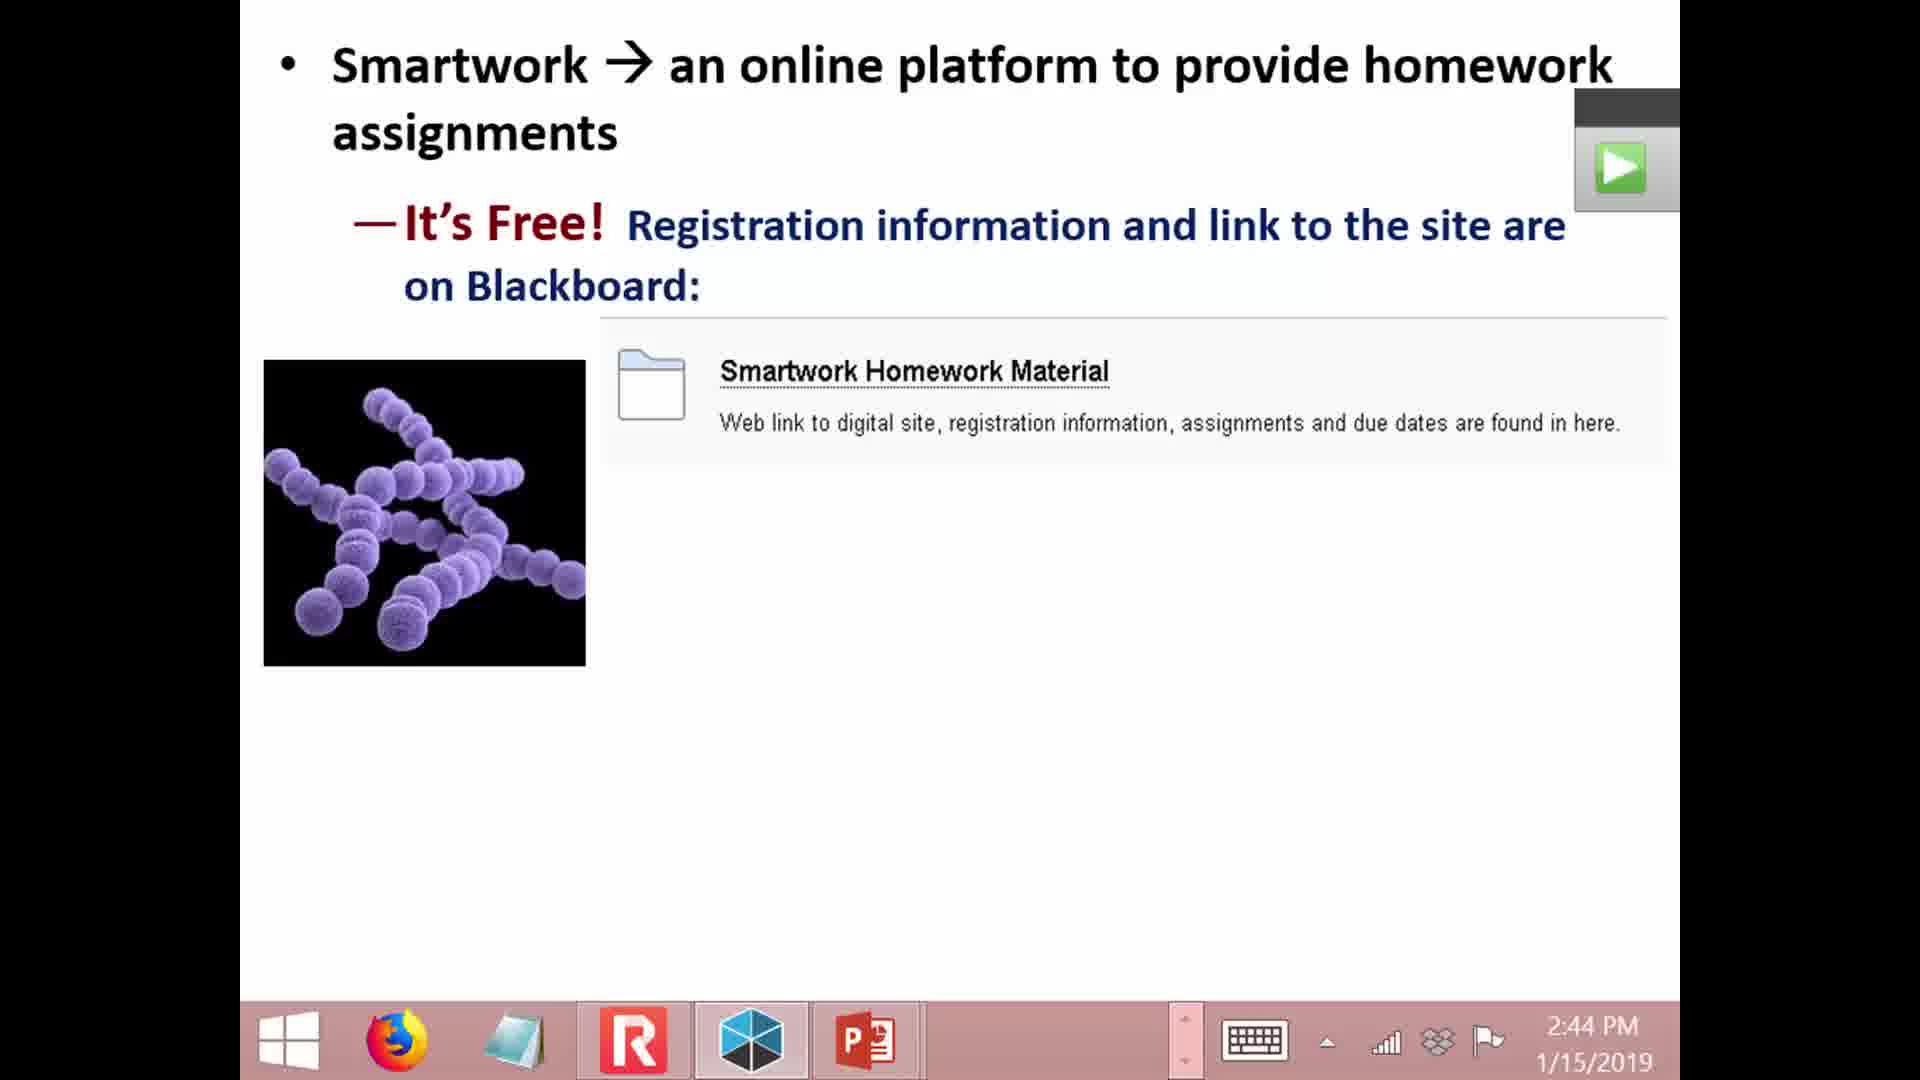 • Smartwork → an online platform to provide homework
assignments
—It's Free! Registration information and link to the site are
on Blackboard:
Smartwork Homework Material
Web link to digital site, registration information, assignments and due dates are found in here.
2:44 PM
1/15/2019